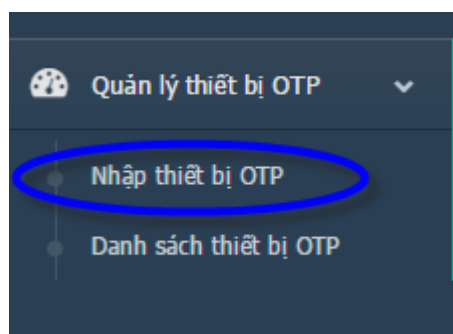 Quản lý thiết bị OTP
Nhập thiết bị OTP
Danh sách thiết bị OTP